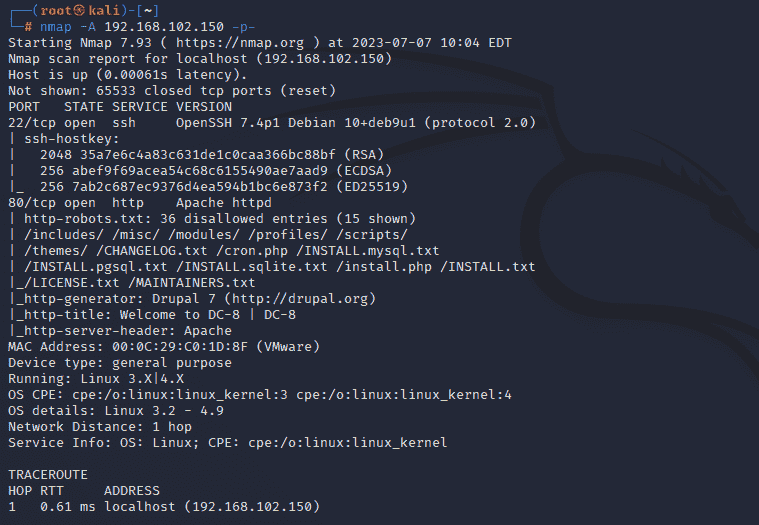 ┌──(root㉿kali)-[~]
└─# nmap -A 192.168.102.150 -p-
Starting Nmap 7.93 ( https://nmap.org ) at 2023-07-07 10:04 EDT
Nmap scan report for localhost (192.168.102.150)
Host is up (0.00061s latency).
Not shown: 65533 closed tcp ports (reset)
PORT   STATE SERVICE VERSION
22/tcp open  ssh     OpenSSH 7.4p1 Debian 10+deb9u1 (protocol 2.0)
| ssh-hostkey:
|   2048 35a7e6c4a83c631de1c0caa366bc88bf (RSA)
|   256 abef9f69acea54c68c6155490ae7aad9 (ECDSA)
|_  256 7ab2c687ec9376d4ea594b1bc6e873f2 (ED25519)
80/tcp open  http    Apache httpd
| http-robots.txt: 36 disallowed entries (15 shown)
| /includes/ /misc/ /modules/ /profiles/ /scripts/
| /themes/ /CHANGELOG.txt /cron.php /INSTALL.mysql.txt
| /INSTALL.pgsql.txt /INSTALL.sqlite.txt /install.php /INSTALL.txt
|_/LICENSE.txt /MAINTAINERS.txt
|_http-generator: Drupal 7 (http://drupal.org)
|_http-title: Welcome to DC-8 | DC-8
|_http-server-header: Apache
MAC Address: 00:0C:29:C0:1D:8F (VMware)
Device type: general purpose
Running: Linux 3.X|4.X
OS CPE: cpe:/o:linux:linux_kernel:3 cpe:/o:linux:linux_kernel:4
OS details: Linux 3.2 - 4.9
Network Distance: 1 hop
Service Info: OS: Linux; CPE: cpe:/o:linux:linux_kernel

TRACEROUTE
HOP RTT     ADDRESS
1   0.61 ms localhost (192.168.102.150)